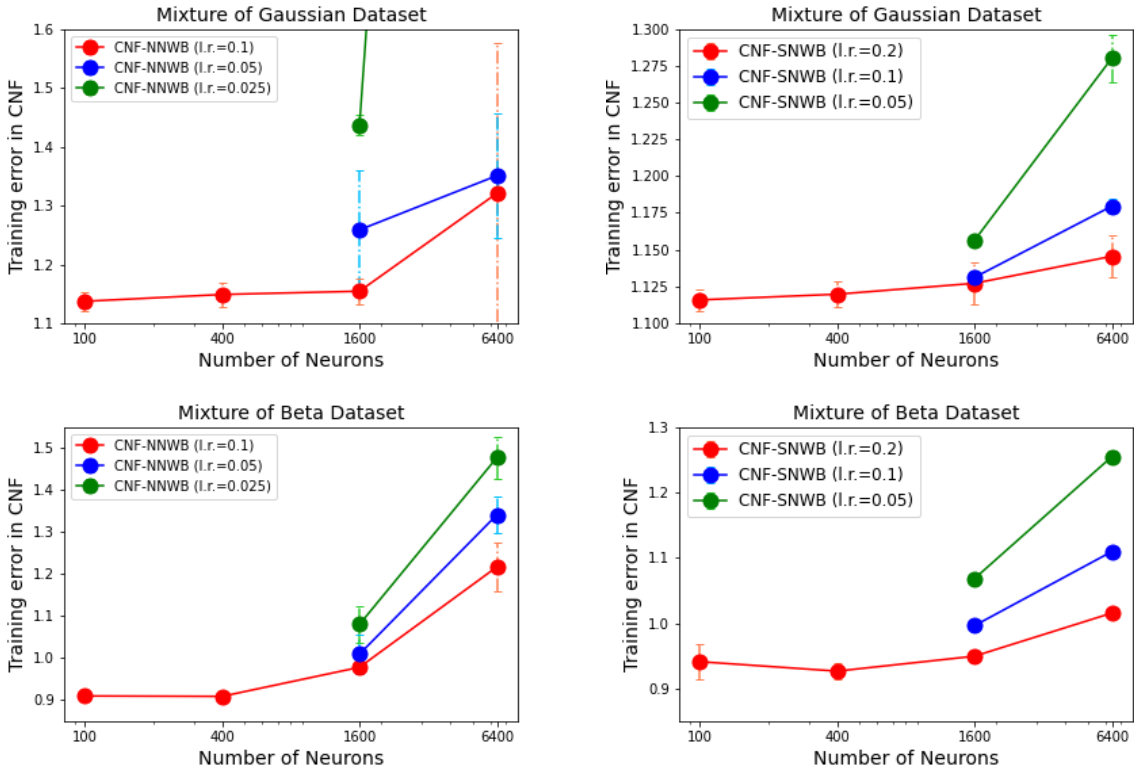 Mixture of Gaussian Dataset
1.6
1.5
1.4
1.3
1.2
1.1
Training error in CNF
CNF-NNWB (l.r.=0.1)
CNF-NNWB (l.r.=0.05)
CNF-NNWB (l.r.=0.025)
100
400
1600
6400
Number of Neurons
Mixture of Gaussian Dataset
1.300
1.275
1.250
1.225
1.200
1.175
1.150
1.125
1.100
Training error in CNF
CNF-SNWB (l.r.=0.2)
CNF-SNWB (l.r.=0.1)
CNF-SNWB (l.r.=0.05)
100
400
1600
6400
Number of Neurons
Mixture of Beta Dataset
1.5
1.4
1.3
1.2
1.1
1.0
0.9
Training error in CNF
CNF-NNWB (l.r.=0.1)
CNF-NNWB (l.r.=0.05)
CNF-NNWB (l.r.=0.025)
100
400
1600
6400
Number of Neurons
Mixture of Beta Dataset
1.3
1.2
1.1
1.0
0.9
Training error in CNF
CNF-SNWB (l.r.=0.2)
CNF-SNWB (l.r.=0.1)
CNF-SNWB (l.r.=0.05)
100
400
1600
6400
Number of Neurons